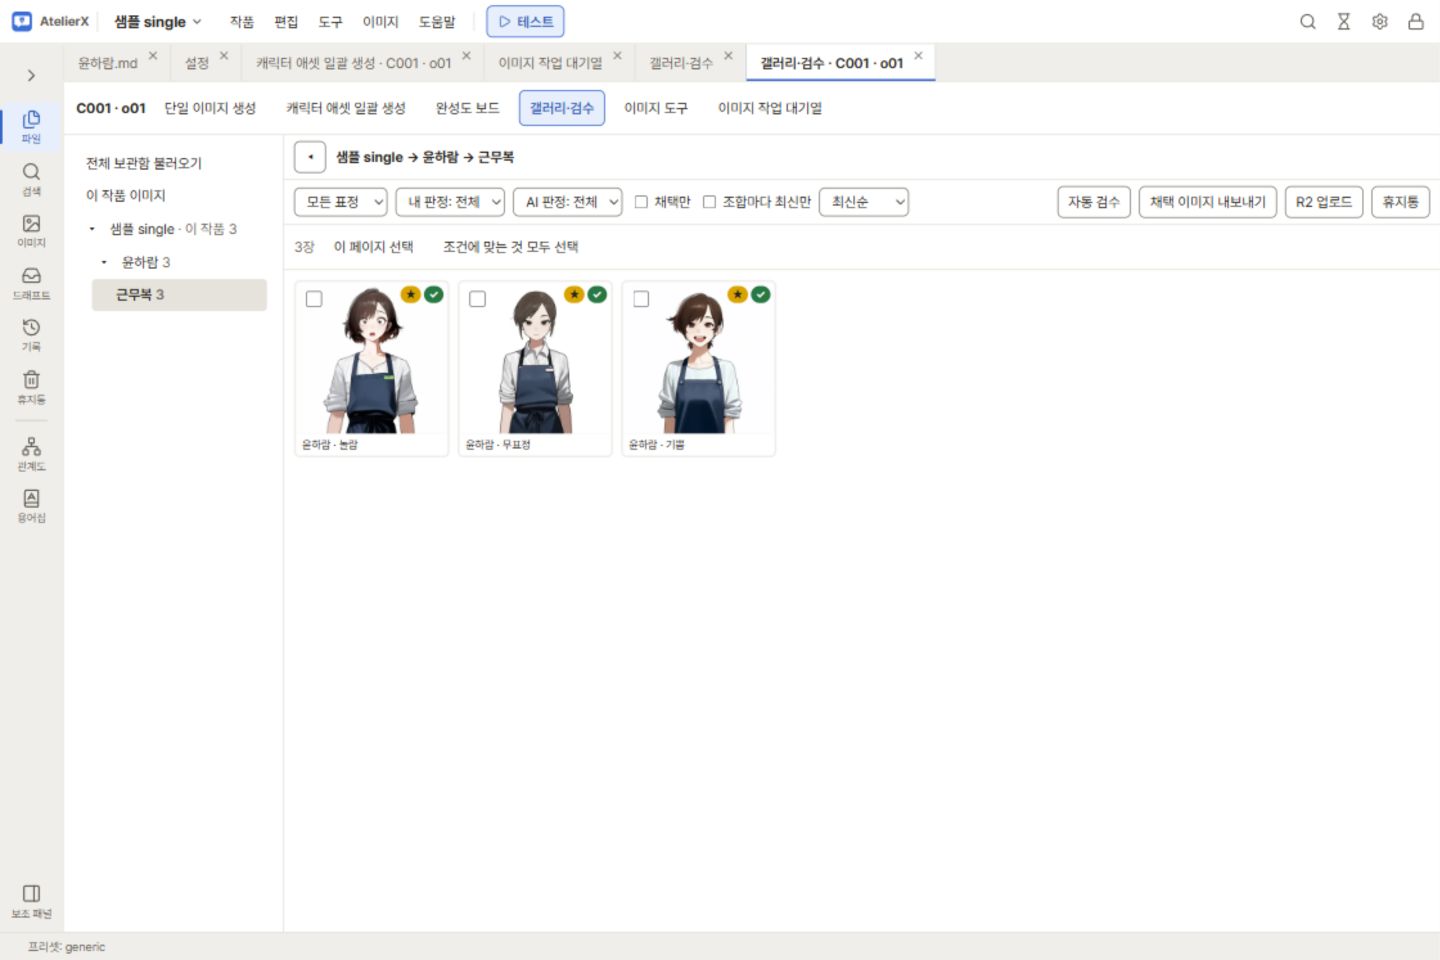 AtelierX 샘플 single 작품 편집 도구 이미지 도움말 테스트
윤하람.md 설정 캐릭터 애셋 일괄 생성 · C001 · o01 이미지 작업 대기열 갤러리·검수 갤러리·검수 · C001 · o01
C001 · o01 단일 이미지 생성 캐릭터 애셋 일괄 생성 완성도 보드 갤러리·검수 이미지 도구 이미지 작업 대기열
파일
검색
이미지
드래프트
기록
휴지통
관계도
용어집
보조 패널
전체 보관함 불러오기
이 작품 이미지
샘플 single · 이 작품 3
윤하람 3
근무복 3
샘플 single → 윤하람 → 근무복
모든 표정 내 판정: 전체 AI 판정: 전체 채택만 조합마다 최신만 최신순 자동 검수 채택 이미지 내보내기 R2 업로드 휴지통
3장 이 페이지 선택 조건에 맞는 것 모두 선택
윤하람 · 놀람
윤하람 · 무표정
윤하람 · 기쁨
프리셋: generic